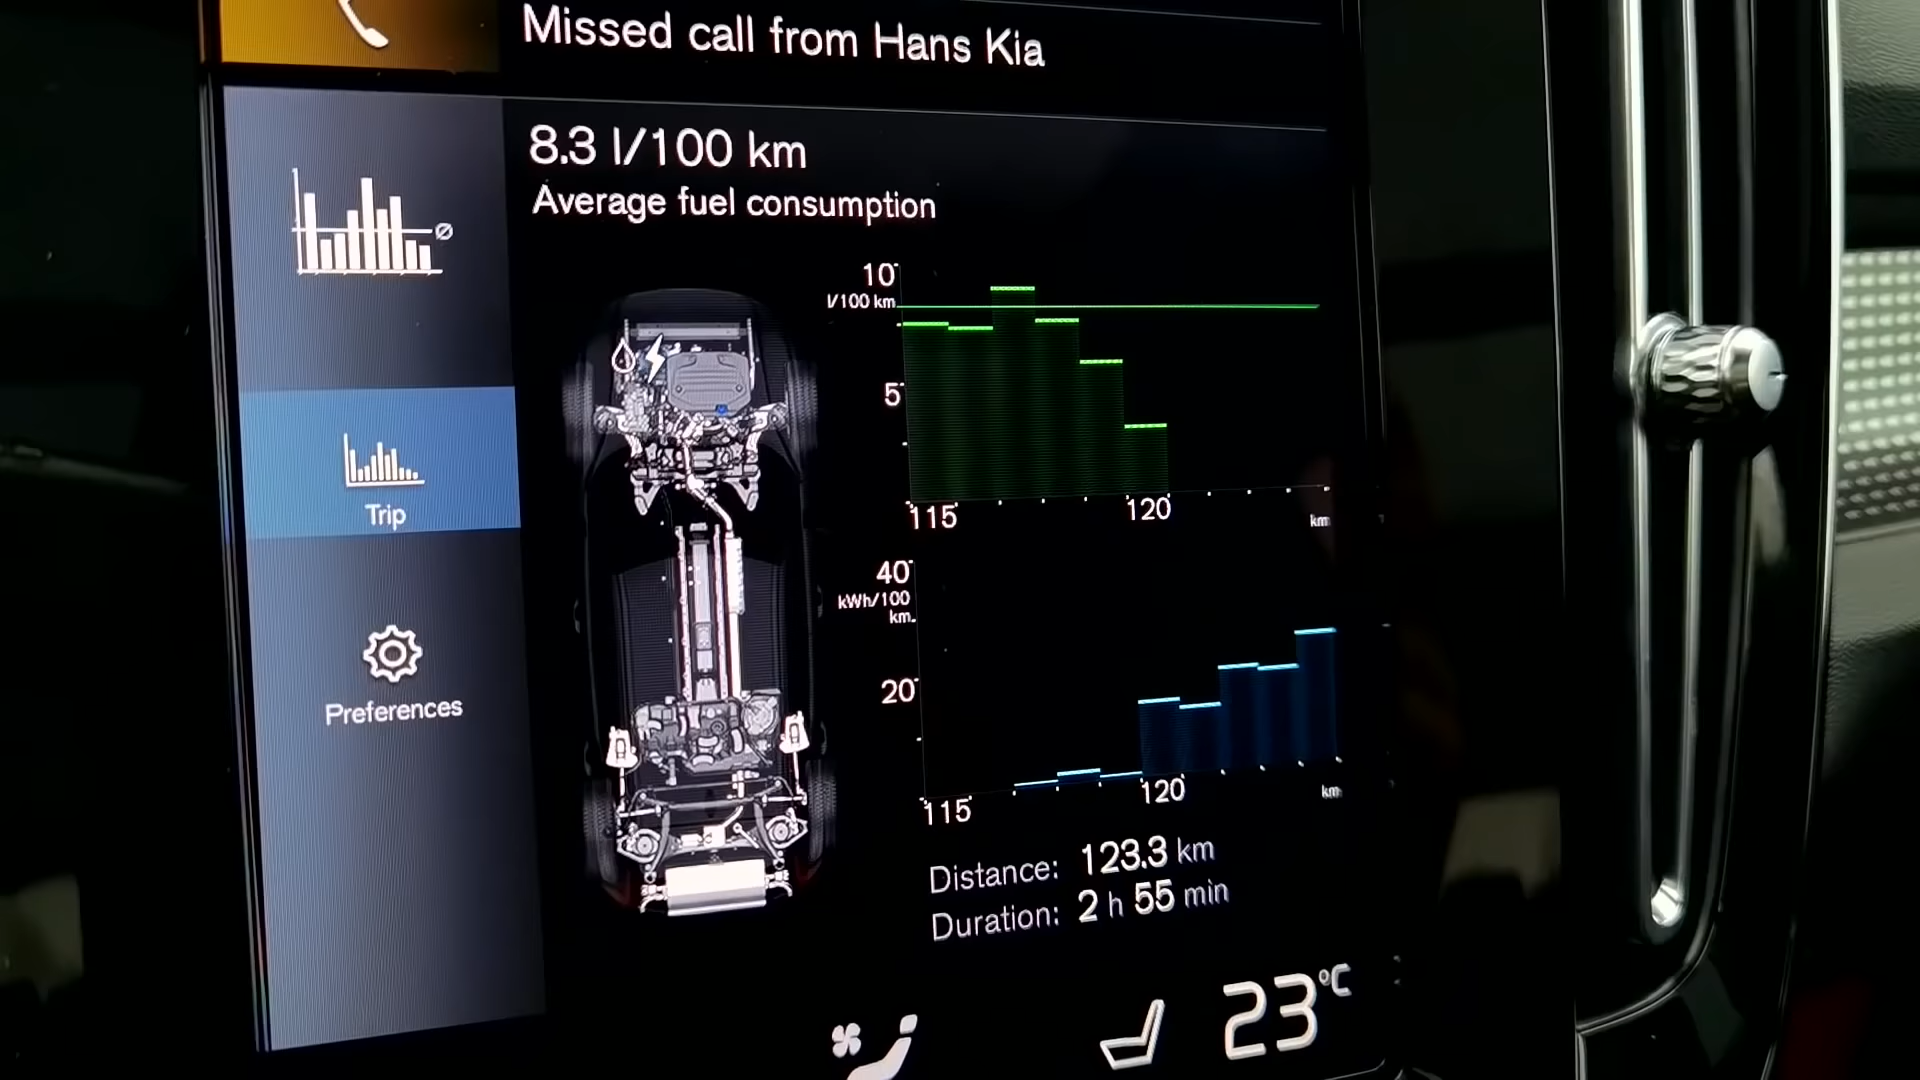 Missed call from Hans Kia
8.3 l/100 km
Average fuel consumption
Ø
10
l/100 km
5
115
120
km
Trip
40
kWh/100
km
20
Preferences
115
120
km
Distance: 123.3 km
Duration: 2 h 55 min
23°C